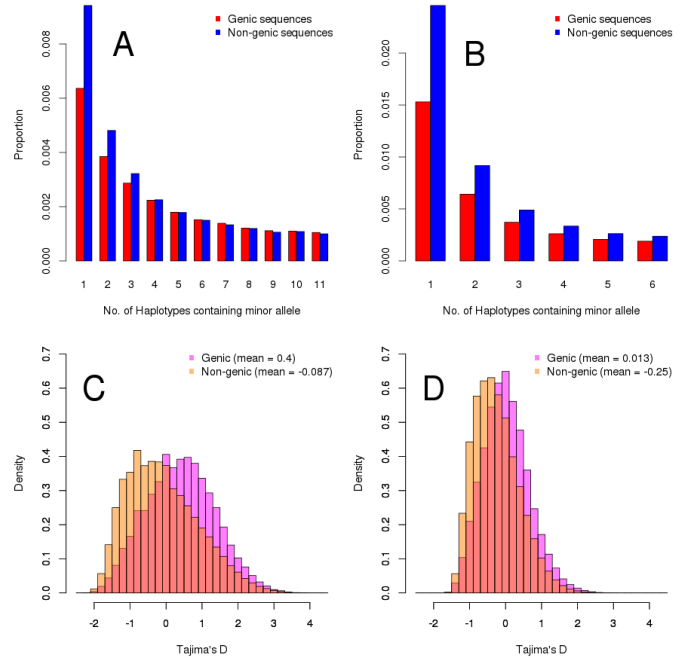 A
Genic sequences
Non-genic sequences
Proportion
0.000 0.002 0.004 0.006 0.008
1 2 3 4 5 6 7 8 9 10 11
No. of Haplotypes containing minor allele
B
Genic sequences
Non-genic sequences
Proportion
0.000 0.005 0.010 0.015 0.020
1 2 3 4 5 6
No. of Haplotypes containing minor allele
C
Genic (mean = 0.4)
Non-genic (mean = -0.087)
Density
0.0 0.1 0.2 0.3 0.4 0.5 0.6 0.7
-2 -1 0 1 2 3 4
Tajima's D
D
Genic (mean = 0.013)
Non-genic (mean = -0.25)
Density
0.0 0.1 0.2 0.3 0.4 0.5 0.6 0.7
-2 -1 0 1 2 3 4
Tajima's D